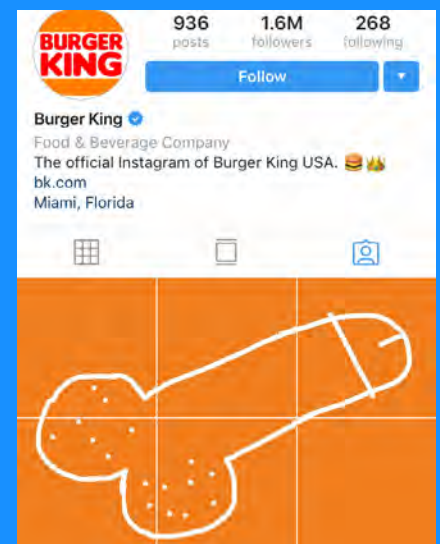 BURGER
KING
936 1.6M 268
posts followers following
Follow
Burger King
Food & Beverage Company
The official Instagram of Burger King USA. 🍔👑
bk.com
Miami, Florida